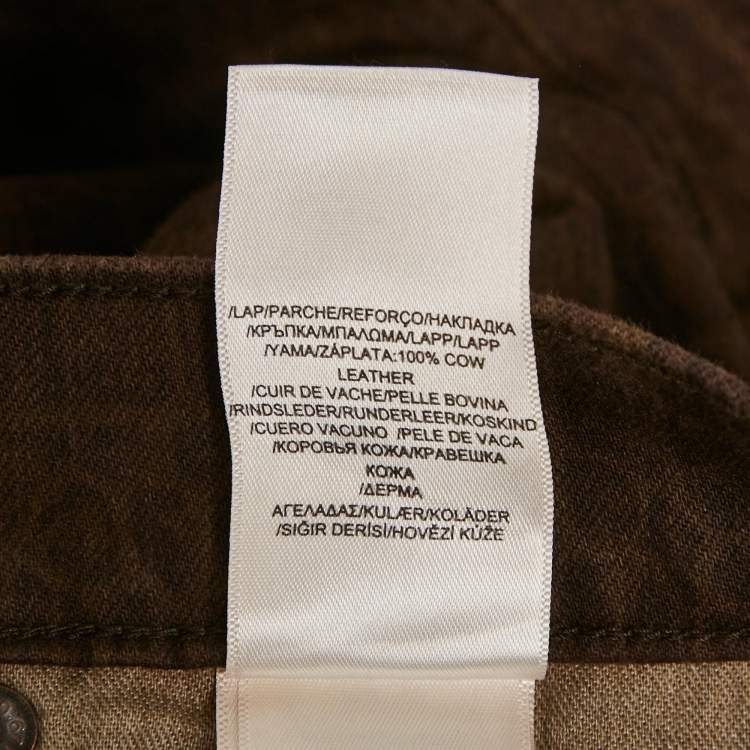 /LAP/PARCHE/REFORÇO/НАКЛАДКА
/КРЪПКА/ΜΠΑΛΩΜΑ/LAPP/LAPP
/YAMA/ZÁPLATA:100% COW
LEATHER
/CUIR DE VACHE/PELLE BOVINA
/RINDSLEDER/RUNDERLEER/KOSKIND
/CUERO VACUNO /PELE DE VACA
/КОРОВЬЯ КОЖА/КРАВЕШКА
КОЖА
/ΔΕΡΜΑ
ΑΓΕΛΑΔΑΣ/KULÆR/KOLÄDER
/SIĞIR DERİSİ/HOVĚZÍ KŮŽE